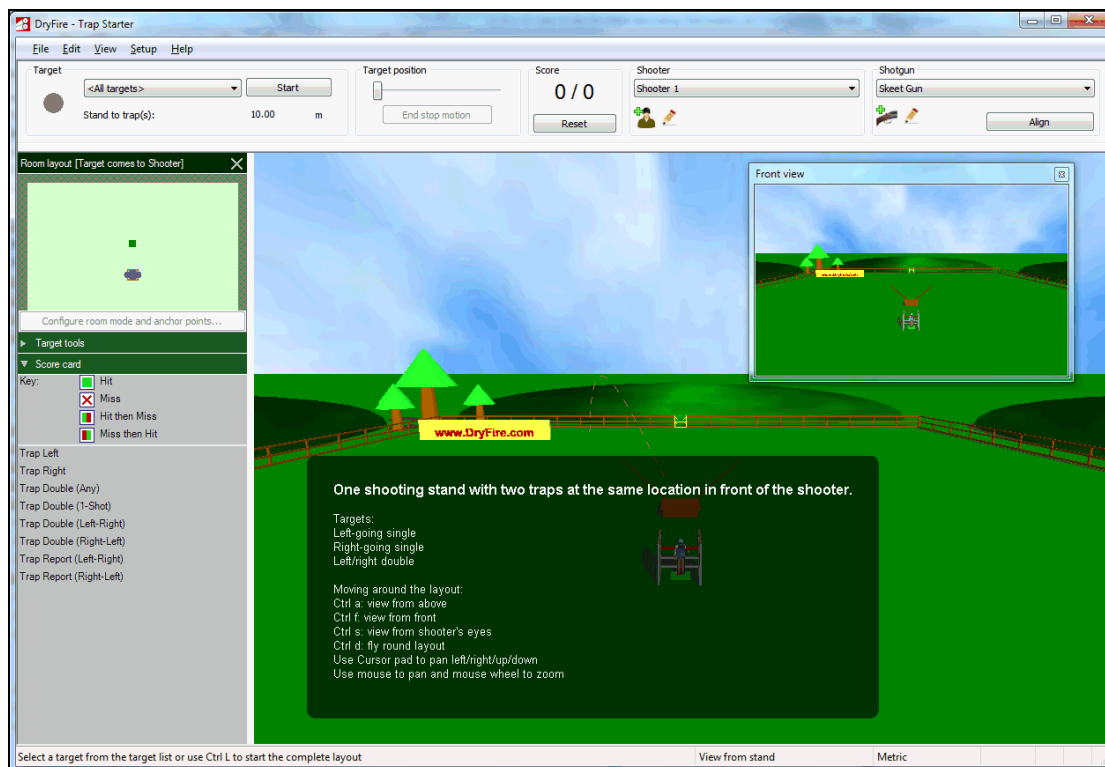 DryFire - Trap Starter
File Edit View Setup Help
Target
<All targets>
Start
Stand to trap(s): 10.00 m
Target position
End stop motion
Score
0 / 0
Reset
Shooter
Shooter 1
Shotgun
Skeet Gun
Align
Room layout [Target comes to Shooter]
Configure room mode and anchor points...
Target tools
Score card
Key:
Hit
Miss
Hit then Miss
Miss then Hit
Trap Left
Trap Right
Trap Double (Any)
Trap Double (1-Shot)
Trap Double (Left-Right)
Trap Double (Right-Left)
Trap Report (Left-Right)
Trap Report (Right-Left)
Front view
www.DryFire.com
One shooting stand with two traps at the same location in front of the shooter.
Targets:
Left-going single
Right-going single
Left/right double
Moving around the layout:
Ctrl a: view from above
Ctrl f: view from front
Ctrl s: view from shooter's eyes
Ctrl d: fly round layout
Use Cursor pad to pan left/right/up/down
Use mouse to pan and mouse wheel to zoom
Select a target from the target list or use Ctrl L to start the complete layout
View from stand
Metric